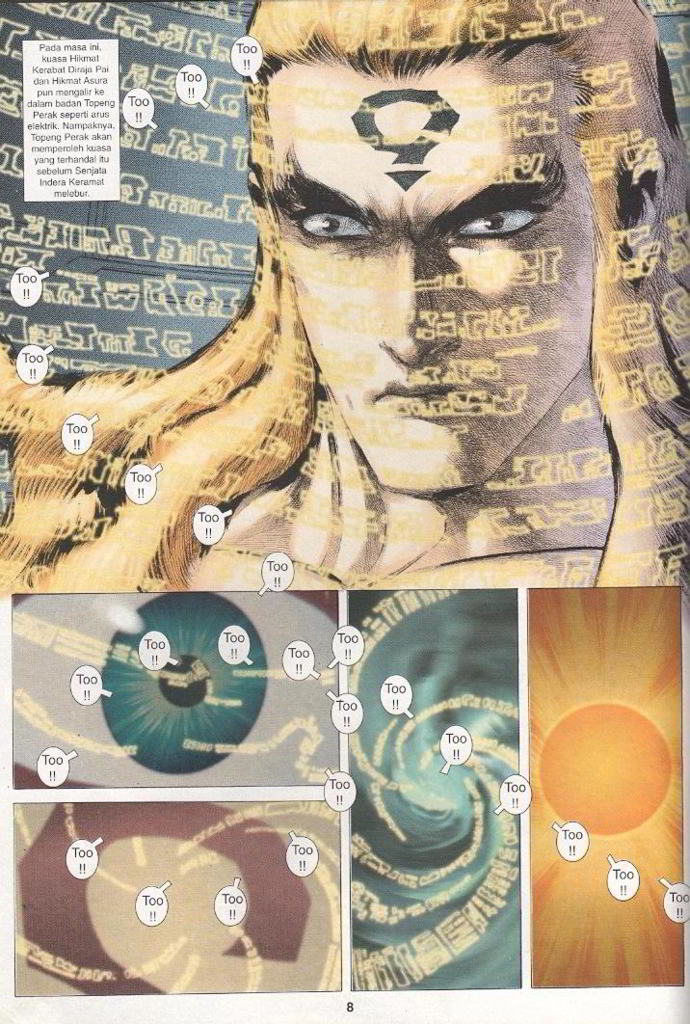 Pada masa ini,
kuasa Hikmat
Kerabat Diraja Pai
dan Hikmat Asura
pun mengalir ke
dalam badan Topeng
Perak seperti arus
elektrik. Nampaknya,
Topeng Perak akan
memperoleh kuasa
yang terhandal itu
sebelum Senjata
Indera Keramat
melebur.
Too
!!
Too
!!
Too
!!
Too
!!
Too
!!
Too
!!
Too
!!
Too
!!
Too
!!
Too
!!
Too
!!
Too
!!
Too
!!
Too
!!
Too
!!
Too
!!
Too
!!
Too
!!
Too
!!
Too
!!
Too
!!
Too
!!
Too
!!
Too
!!
Too
!!
Too
!!
Too
!!
8